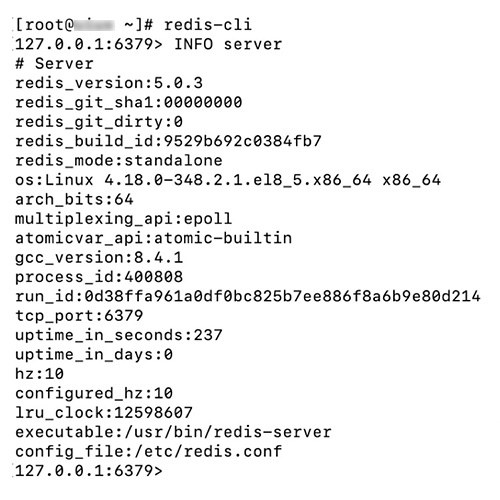 [root@ ~]# redis-cli
127.0.0.1:6379> INFO server
# Server
redis_version:5.0.3
redis_git_sha1:00000000
redis_git_dirty:0
redis_build_id:9529b692c0384fb7
redis_mode:standalone
os:Linux 4.18.0-348.2.1.el8_5.x86_64 x86_64
arch_bits:64
multiplexing_api:epoll
atomicvar_api:atomic-builtin
gcc_version:8.4.1
process_id:400808
run_id:0d38ffa961a0df0bc825b7ee886f8a6b9e80d214
tcp_port:6379
uptime_in_seconds:237
uptime_in_days:0
hz:10
configured_hz:10
lru_clock:12598607
executable:/usr/bin/redis-server
config_file:/etc/redis.conf
127.0.0.1:6379>